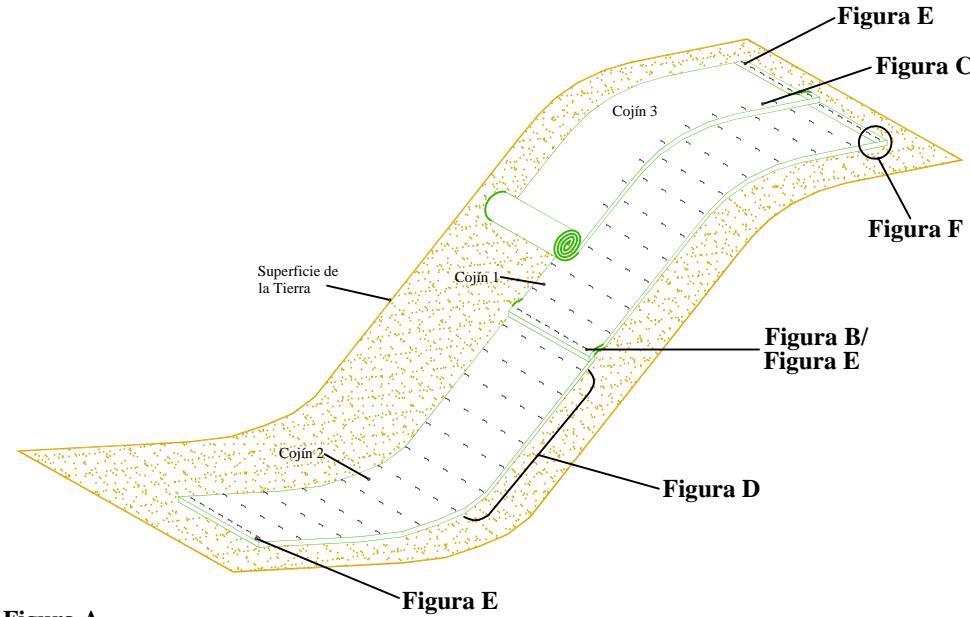 Figura E
Figura C
Cojín 3
Figura F
Superficie de
la Tierra
Cojín 1
Figura B/
Figura E
Cojín 2
Figura D
Figura E
Figura A